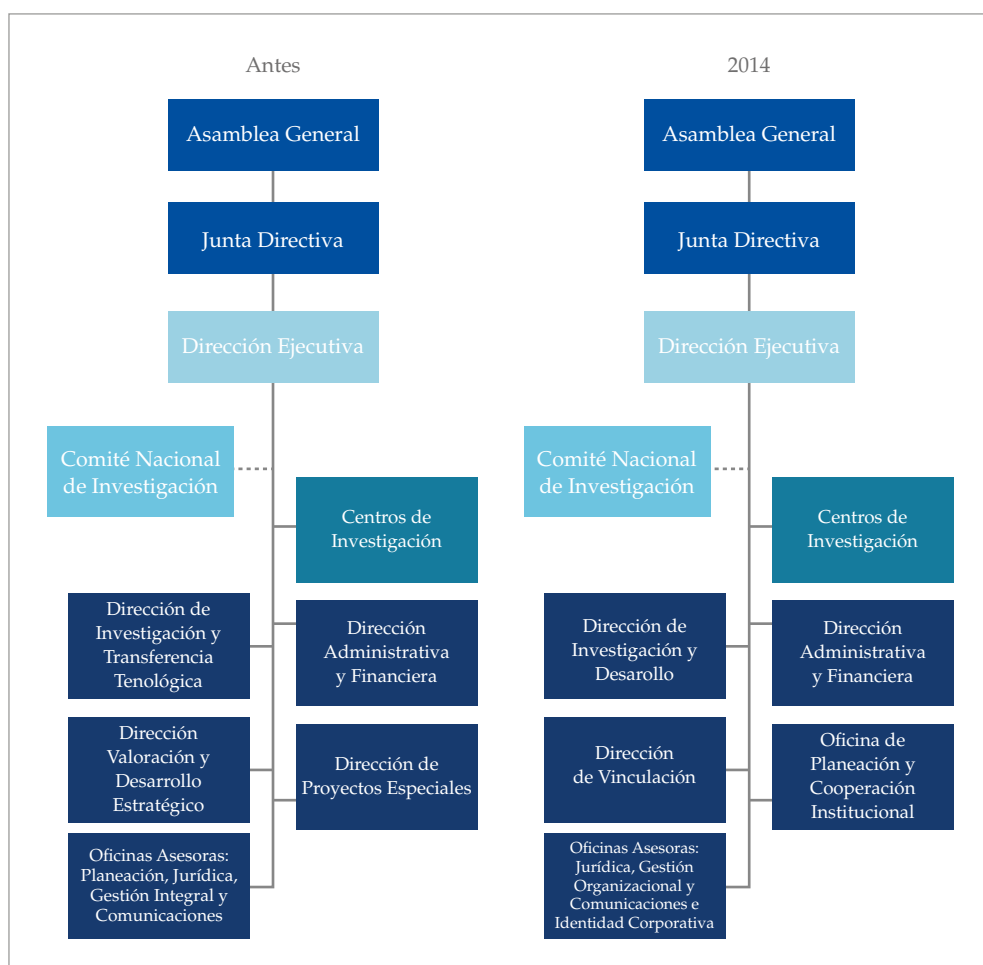 Antes
Asamblea General
Junta Directiva
Dirección Ejecutiva
Comité Nacional
de Investigación
Centros de
Investigación
Dirección de
Investigación y
Transferencia
Tenológica
Dirección
Administrativa
y Financiera
Dirección
Valoración y
Desarrollo
Estratégico
Dirección de
Proyectos Especiales
Oficinas Asesoras:
Planeación, Jurídica,
Gestión Integral y
Comunicaciones
2014
Asamblea General
Junta Directiva
Dirección Ejecutiva
Comité Nacional
de Investigación
Centros de
Investigación
Dirección de
Investigación y
Desarollo
Dirección
Administrativa
y Financiera
Dirección
de Vinculación
Oficina de
Planeación y
Cooperación
Institucional
Oficinas Asesoras:
Jurídica, Gestión
Organizacional y
Comunicaciones e
Identidad Corporativa